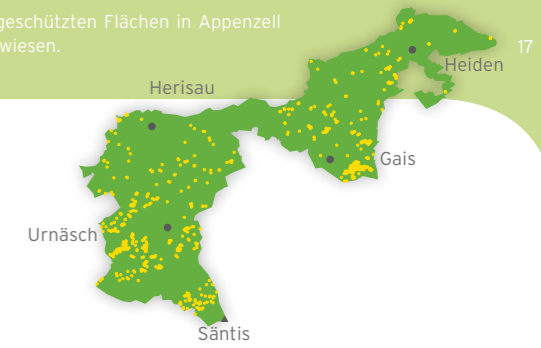 geschützten Flächen in Appenzell
wiesen.
17
Heiden
Herisau
Gais
Urnäsch
Säntis